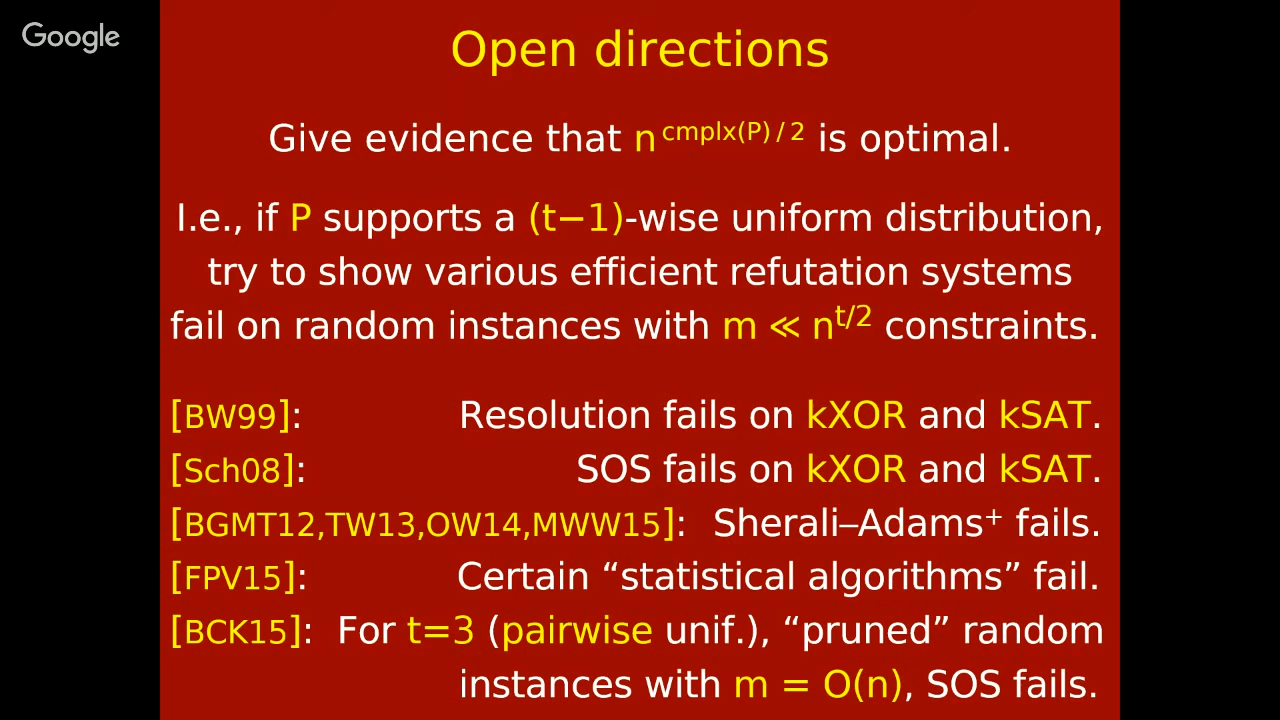 Google
Open directions
Give evidence that n^cmplx(P) / 2 is optimal.
I.e., if P supports a (t−1)-wise uniform distribution,
try to show various efficient refutation systems
fail on random instances with m ≪ n^t/2 constraints.
[BW99]: Resolution fails on kXOR and kSAT.
[Sch08]: SOS fails on kXOR and kSAT.
[BGMT12,TW13,OW14,MWW15]: Sherali–Adams⁺ fails.
[FPV15]: Certain “statistical algorithms” fail.
[BCK15]: For t=3 (pairwise unif.), “pruned” random
instances with m = O(n), SOS fails.